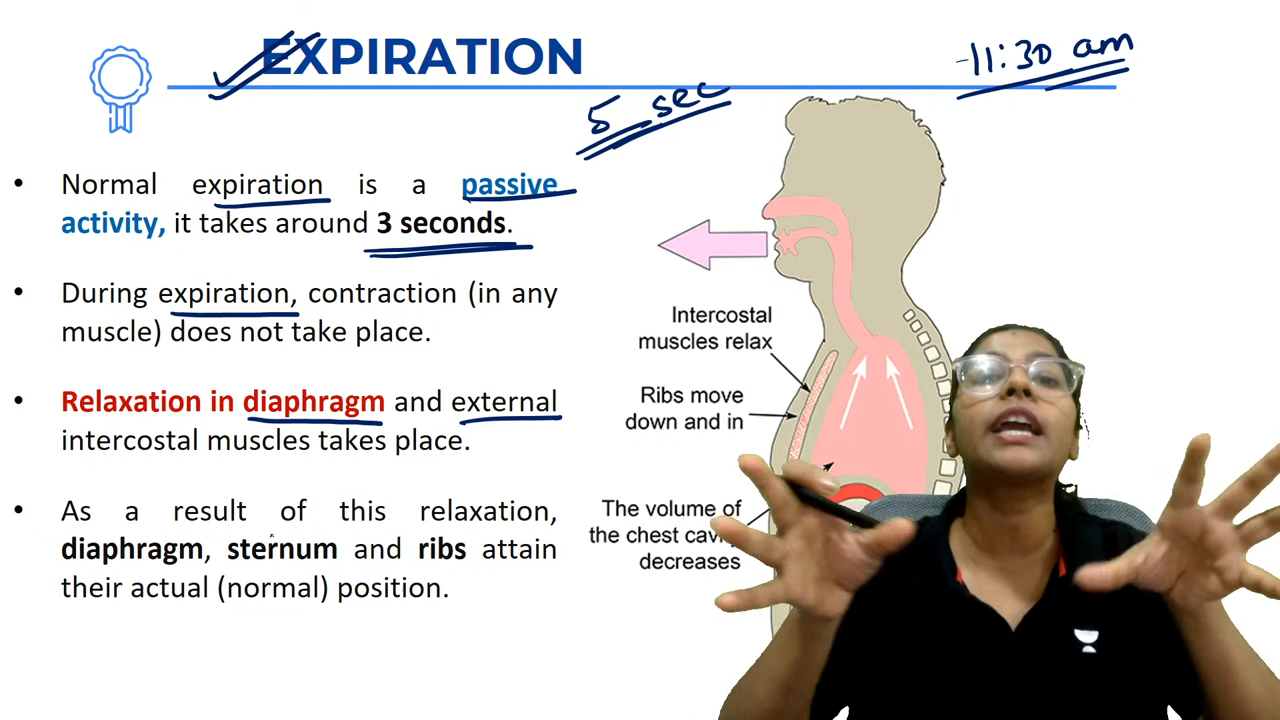 EXPIRATION
-11:30 am
5 sec
• Normal expiration is a passive
activity, it takes around 3 seconds.
• During expiration, contraction (in any
muscle) does not take place.
• Relaxation in diaphragm and external
intercostal muscles takes place.
• As a result of this relaxation,
diaphragm, sternum and ribs attain
their actual (normal) position.
Intercostal
muscles relax
Ribs move
down and in
The volume of
the chest cav
decreases